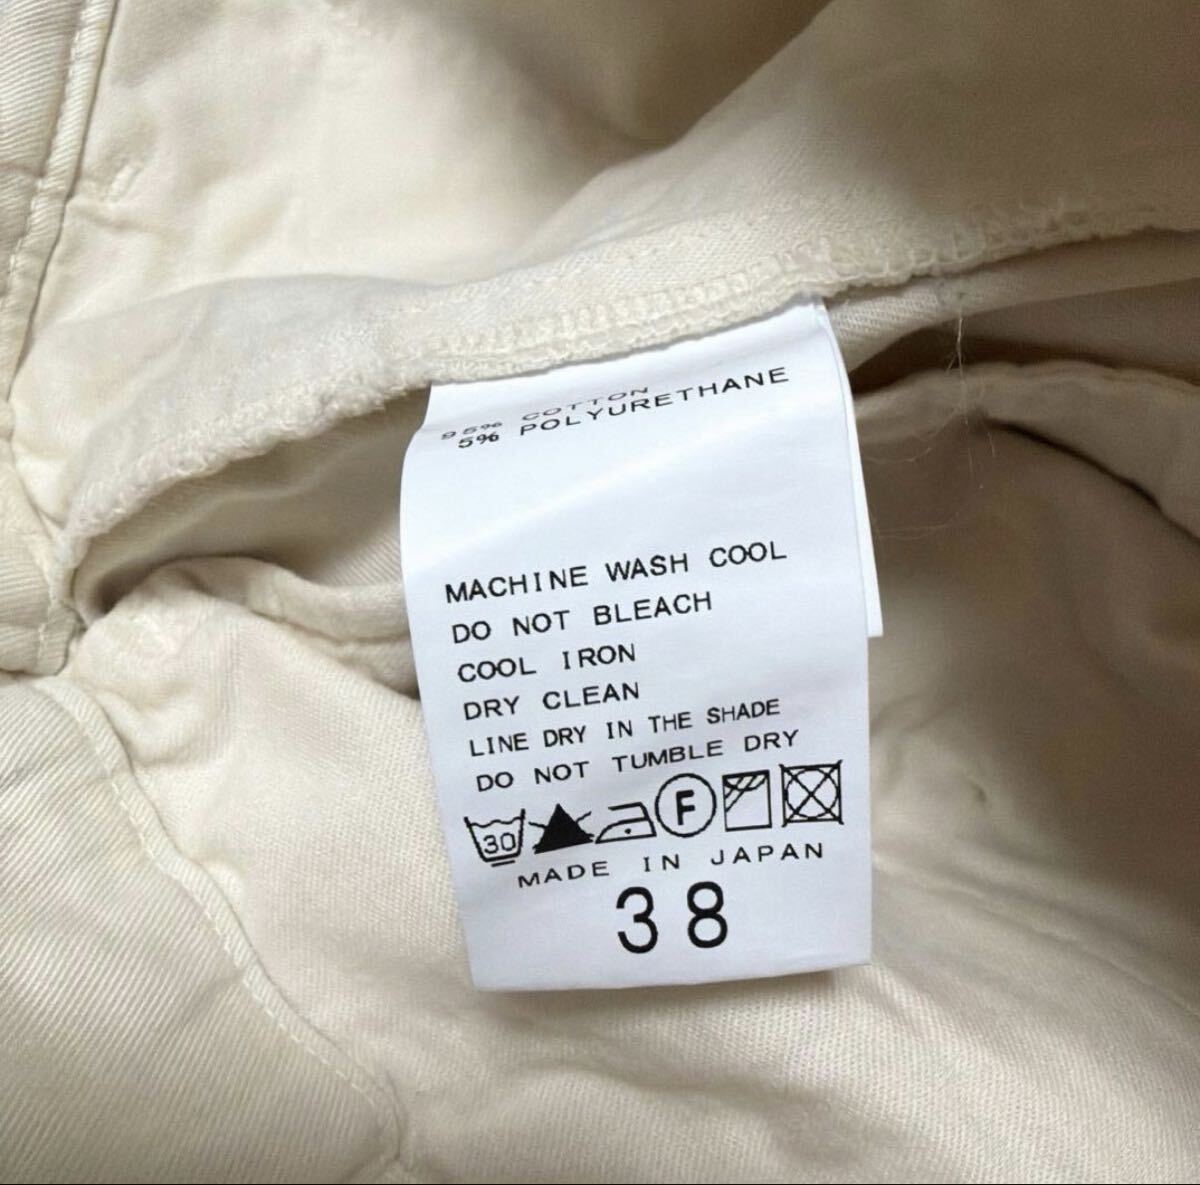 95% COTTON
5% POLYURETHANE
MACHINE WASH COOL
DO NOT BLEACH
COOL IRON
DRY CLEAN
LINE DRY IN THE SHADE
DO NOT TUMBLE DRY
30 F
MADE IN JAPAN
38